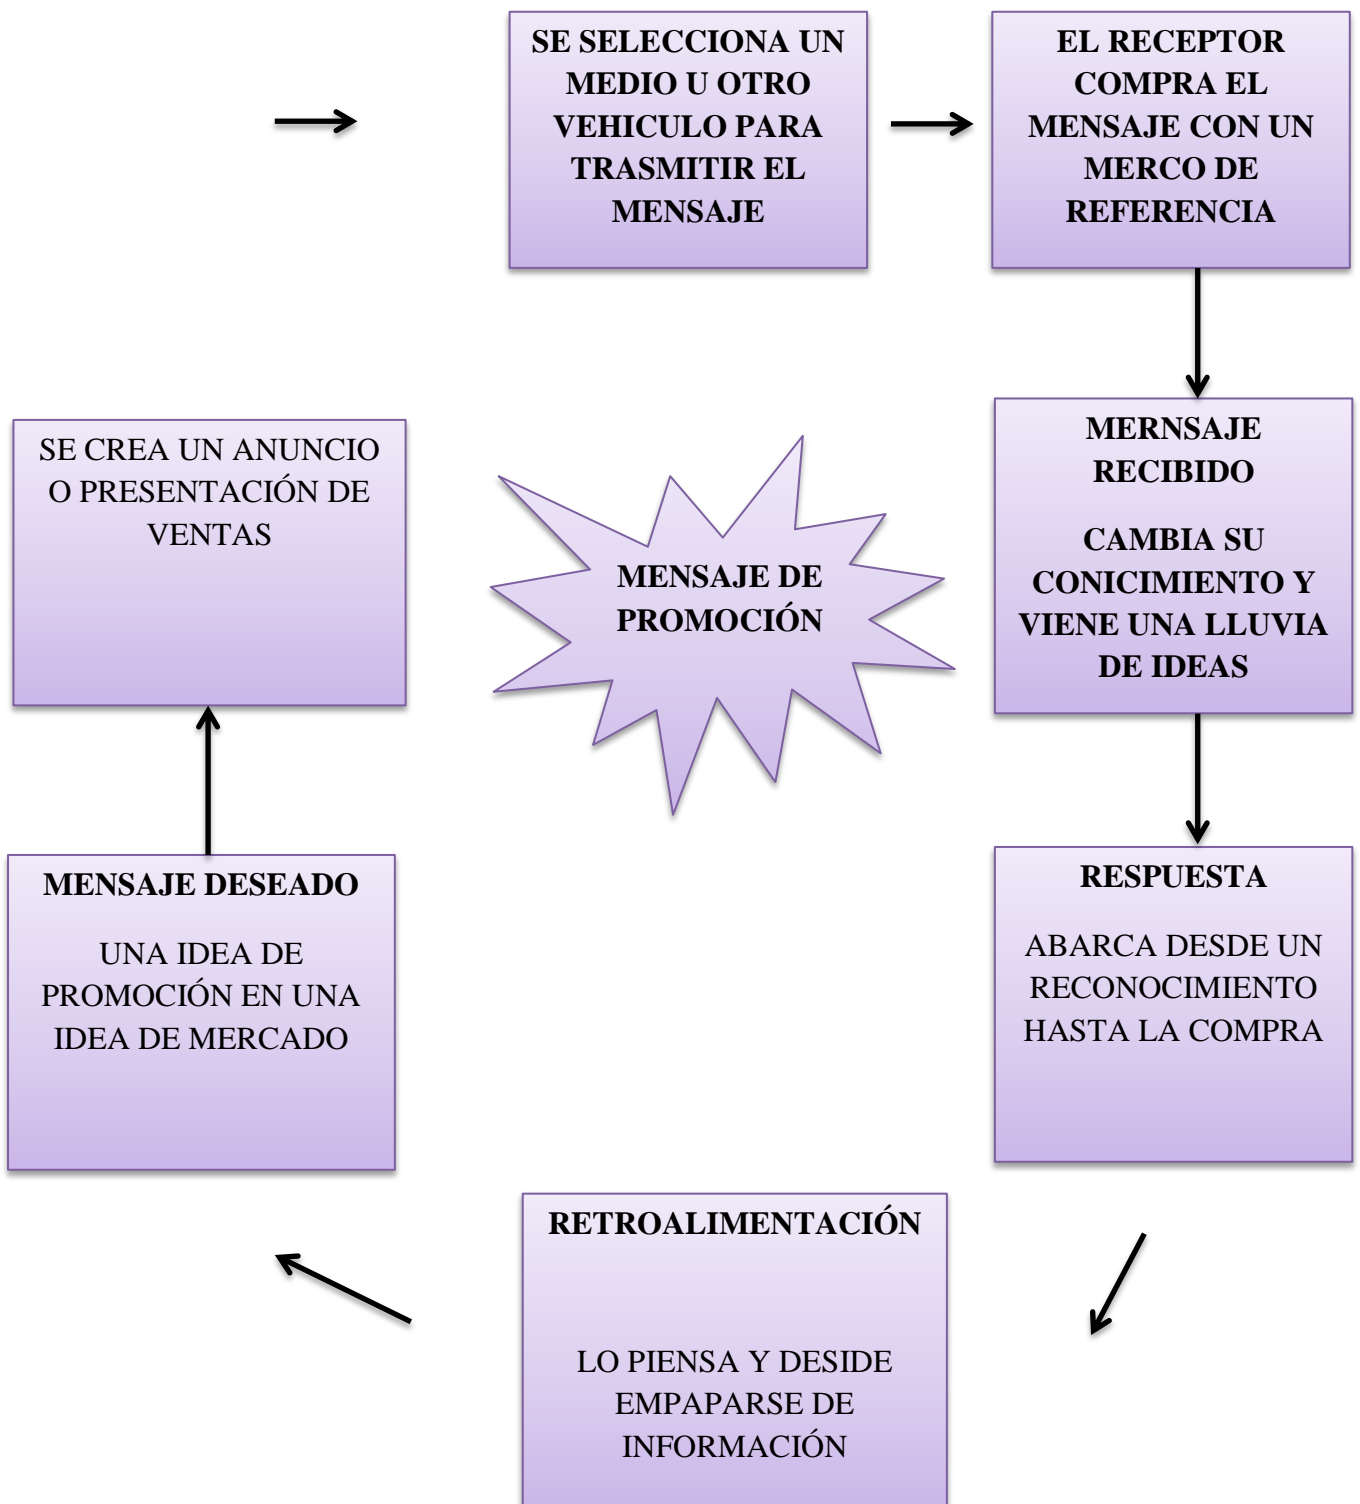 SE SELECCIONA UN
MEDIO U OTRO
VEHICULO PARA
TRASMITIR EL
MENSAJE
EL RECEPTOR
COMPRA EL
MENSAJE CON UN
MERCO DE
REFERENCIA
SE CREA UN ANUNCIO
O PRESENTACIÓN DE
VENTAS
MENSAJE DE
PROMOCIÓN
MERNSAJE
RECIBIDO
CAMBIA SU
CONICIMIENTO Y
VIENE UNA LLUVIA
DE IDEAS
MENSAJE DESEADO
UNA IDEA DE
PROMOCIÓN EN UNA
IDEA DE MERCADO
RESPUESTA
ABARCA DESDE UN
RECONOCIMIENTO
HASTA LA COMPRA
RETROALIMENTACIÓN
LO PIENSA Y DESIDE
EMPAPARSE DE
INFORMACIÓN